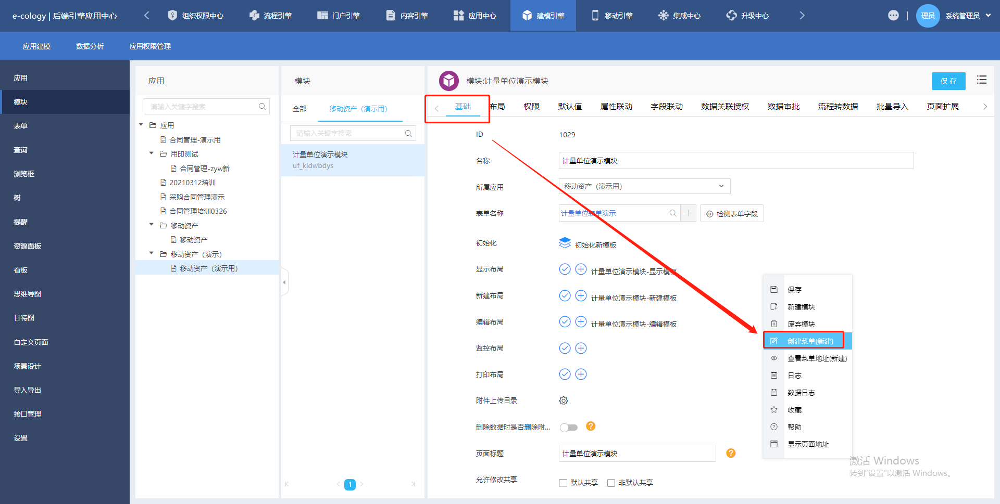 e-cology | 后端引擎应用中心
组织权限中心
流程引擎
门户引擎
内容引擎
应用中心
建模引擎
移动引擎
集成中心
升级中心
理员
系统管理员
应用建模
数据分析
应用权限管理
应用
模块
表单
查询
浏览框
树
提醒
资源面板
看板
思维导图
甘特图
自定义页面
场景设计
导入导出
接口管理
设置
应用
请输入关键字搜索
应用
合同管理-演示用
用印测试
合同管理-zyw新
20210312培训
采购合同管理演示
合同管理培训0326
移动资产
移动资产
移动资产（演示）
移动资产（演示用）
模块
全部
移动资产（演示用）
请输入关键字搜索
计量单位演示模块
uf_kldwbdys
1
模块:计量单位演示模块
保 存
基础
布局
权限
默认值
属性联动
字段联动
数据关联授权
数据审批
流程转数据
批量导入
页面扩展
ID
1029
名称
计量单位演示模块
所属应用
移动资产（演示用）
表单名称
计量单位表单演示
检测表单字段
初始化
初始化新模板
显示布局
计量单位演示模块-显示模板
新建布局
计量单位演示模块-新建模板
编辑布局
计量单位演示模块-编辑模板
监控布局
打印布局
附件上传目录
删除数据时是否删除附...
页面标题
计量单位演示模块
允许修改共享
默认共享
非默认共享
保存
新建模块
废弃模块
创建菜单(新建)
查看菜单地址(新建)
日志
数据日志
收藏
帮助
显示页面地址
激活 Windows
转到“设置”以激活 Windows。